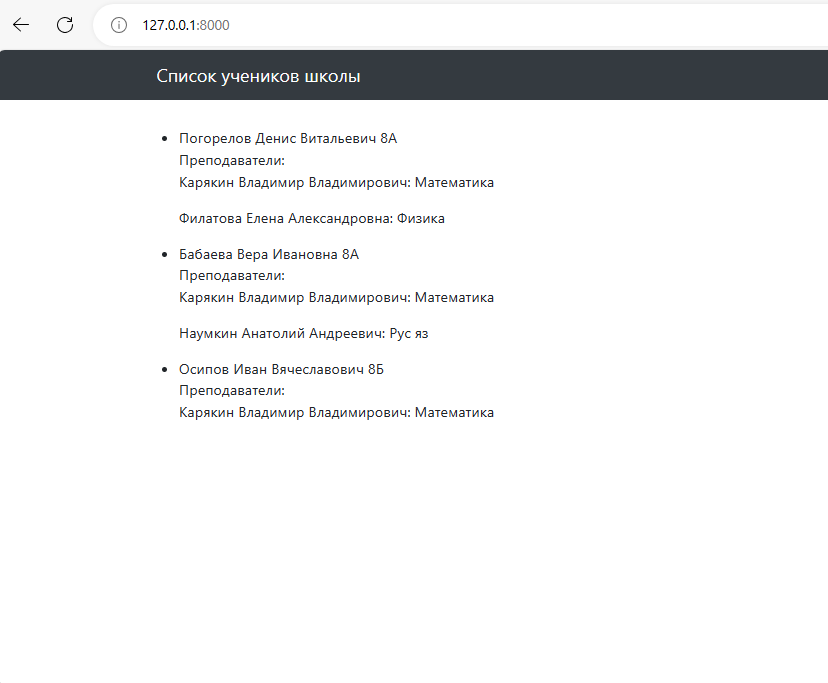 127.0.0.1:8000
Список учеников школы
Погорелов Денис Витальевич 8А
Преподаватели:
Карякин Владимир Владимирович: Математика
Филатова Елена Александровна: Физика
Бабаева Вера Ивановна 8А
Преподаватели:
Карякин Владимир Владимирович: Математика
Наумкин Анатолий Андреевич: Рус яз
Осипов Иван Вячеславович 8Б
Преподаватели:
Карякин Владимир Владимирович: Математика